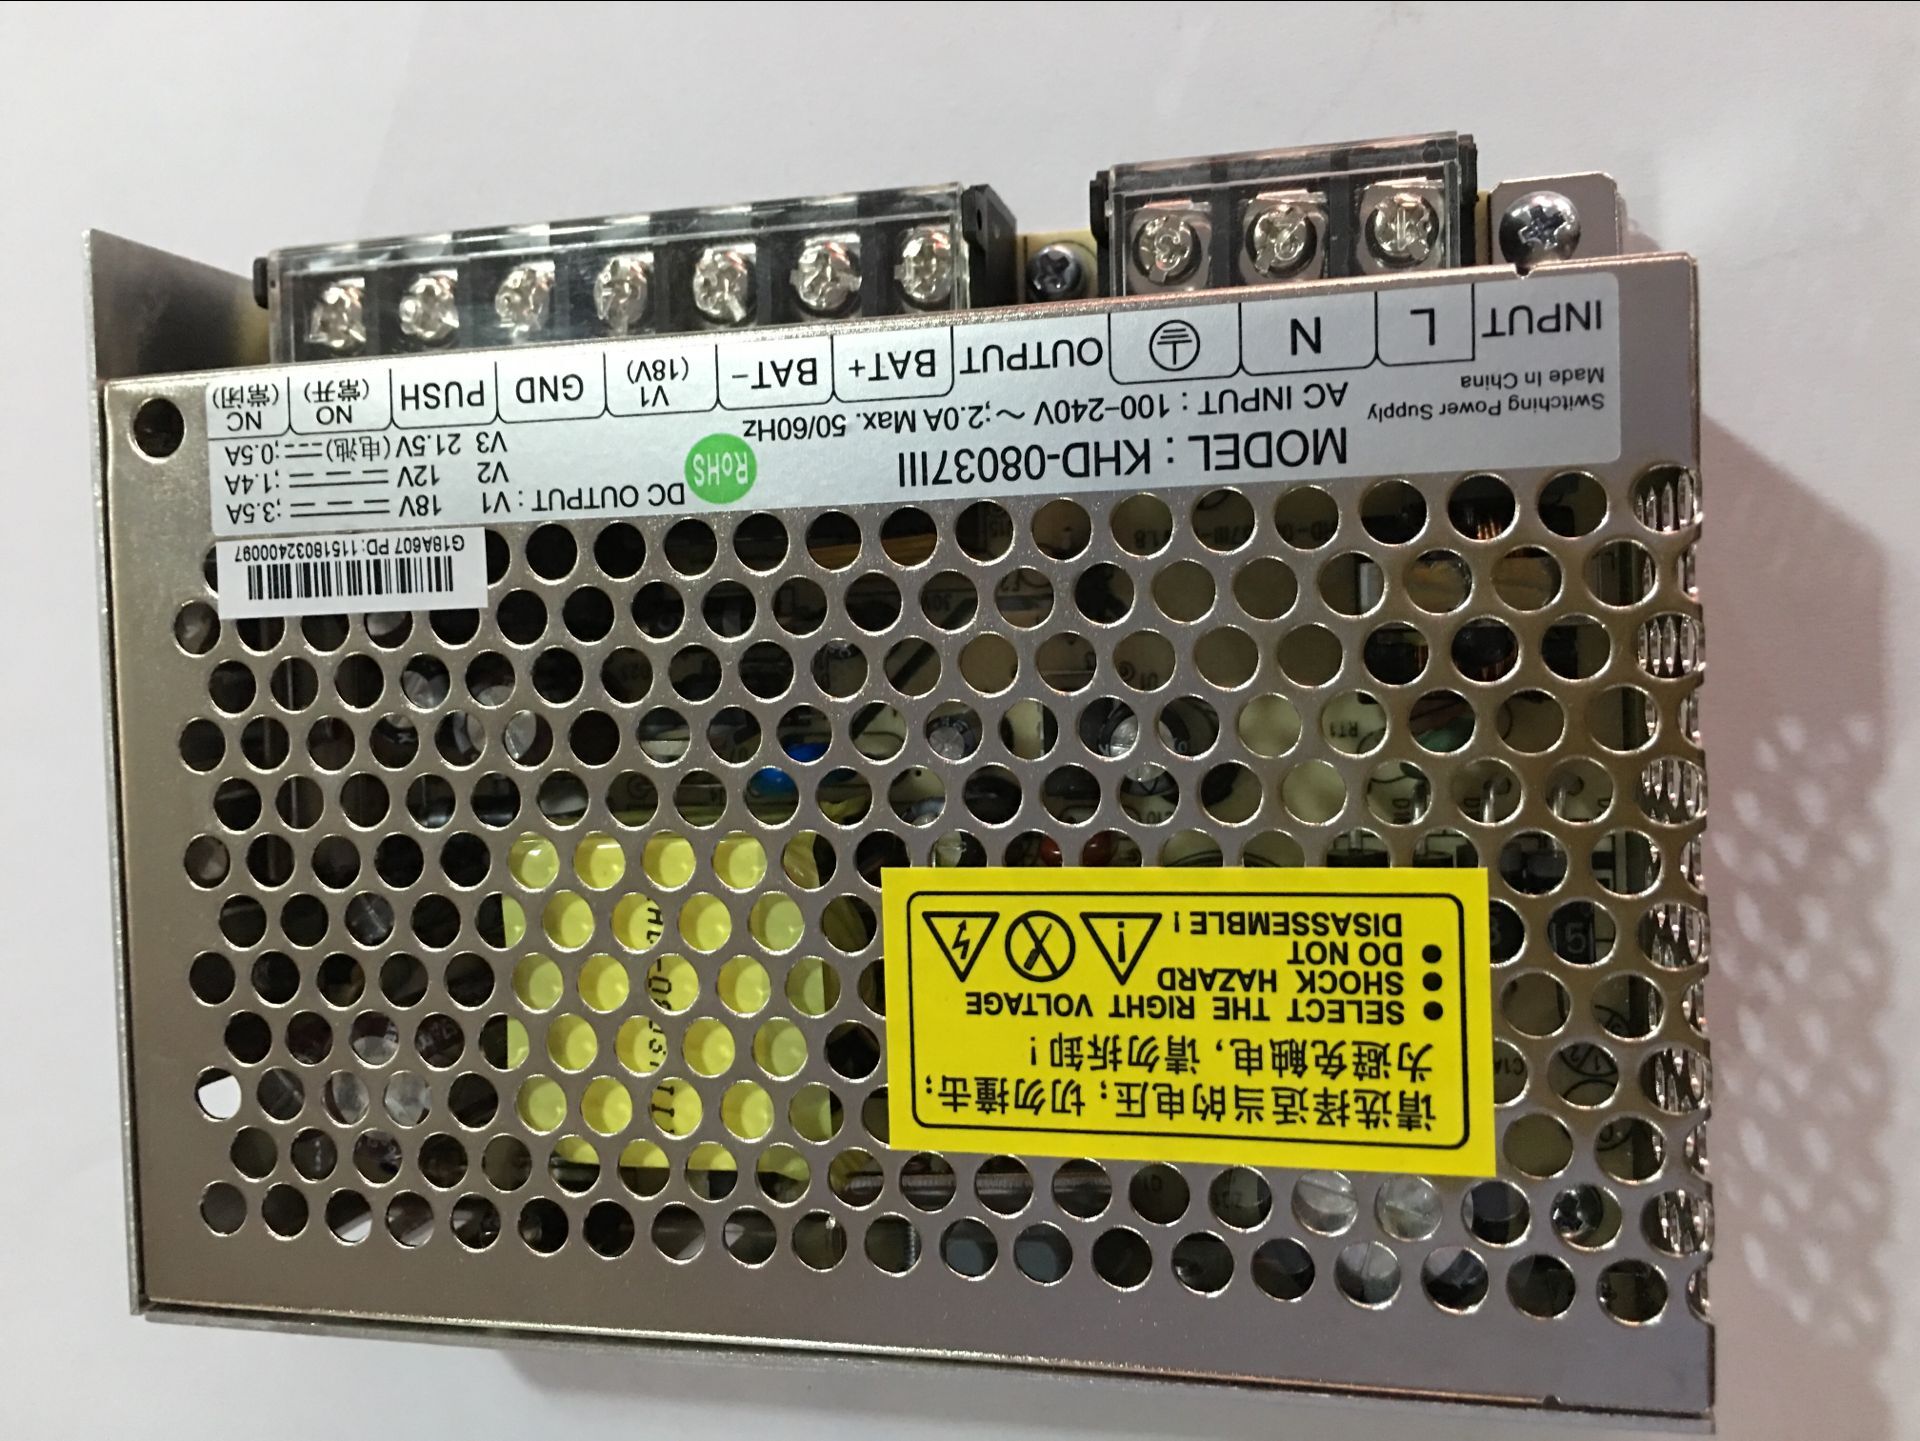 INPUT
L
N
OUTPUT
BAT+
BAT-
V1
(18V)
GND
PUSH
NO
(常开)
NC
(常闭)
Switching Power Supply
Made In China
AC INPUT : 100-240V ~;2.0A Max. 50/60Hz
MODEL : KHD-08037III
RoHS
DC OUTPUT : V1 18V ;3.5A
V2 12V ;1.4A
V3 21.5V (电池) ;0.5A
G18A607 PD:11518032400097
请选择适当的电压;切勿撞击;
为避免触电,请勿拆卸!
● SELECT THE RIGHT VOLTAGE
● SHOCK HAZARD
● DO NOT
DISASSEMBLE!
RT1